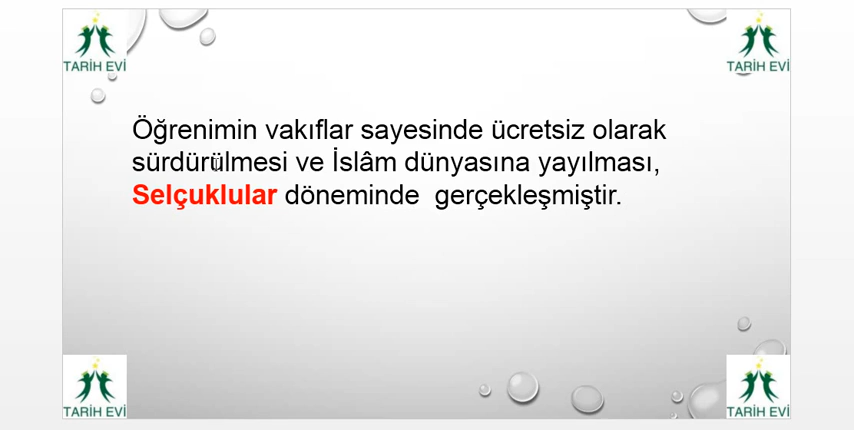 TARİH EVİ
TARİH EVİ
Öğrenimin vakıflar sayesinde ücretsiz olarak
sürdürülmesi ve İslâm dünyasına yayılması,
Selçuklular döneminde  gerçekleşmiştir.
TARİH EVİ
TARİH EVİ